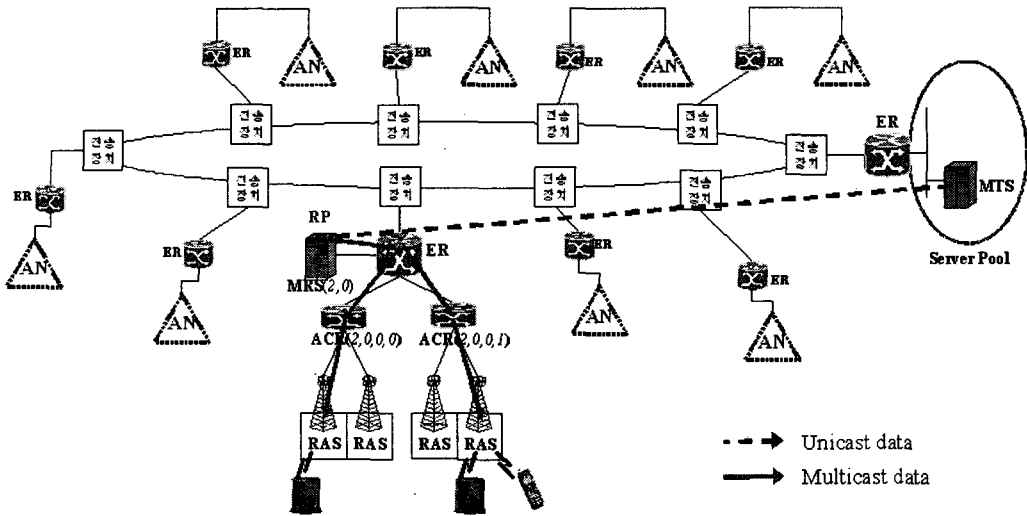 ER
AN
ER
AN
ER
AN
ER
AN
전송
장치
전송
장치
전송
장치
전송
장치
전송
장치
전송
장치
ER
MTS
Server Pool
ER
AN
전송
장치
전송
장치
전송
장치
전송
장치
RP
ER
MRS(2,0)
ER
AN
ER
AN
ER
AN
ACR(2,0,0,0)
ACR(2,0,0,1)
RAS
RAS
RAS
RAS
Unicast data
Multicast data